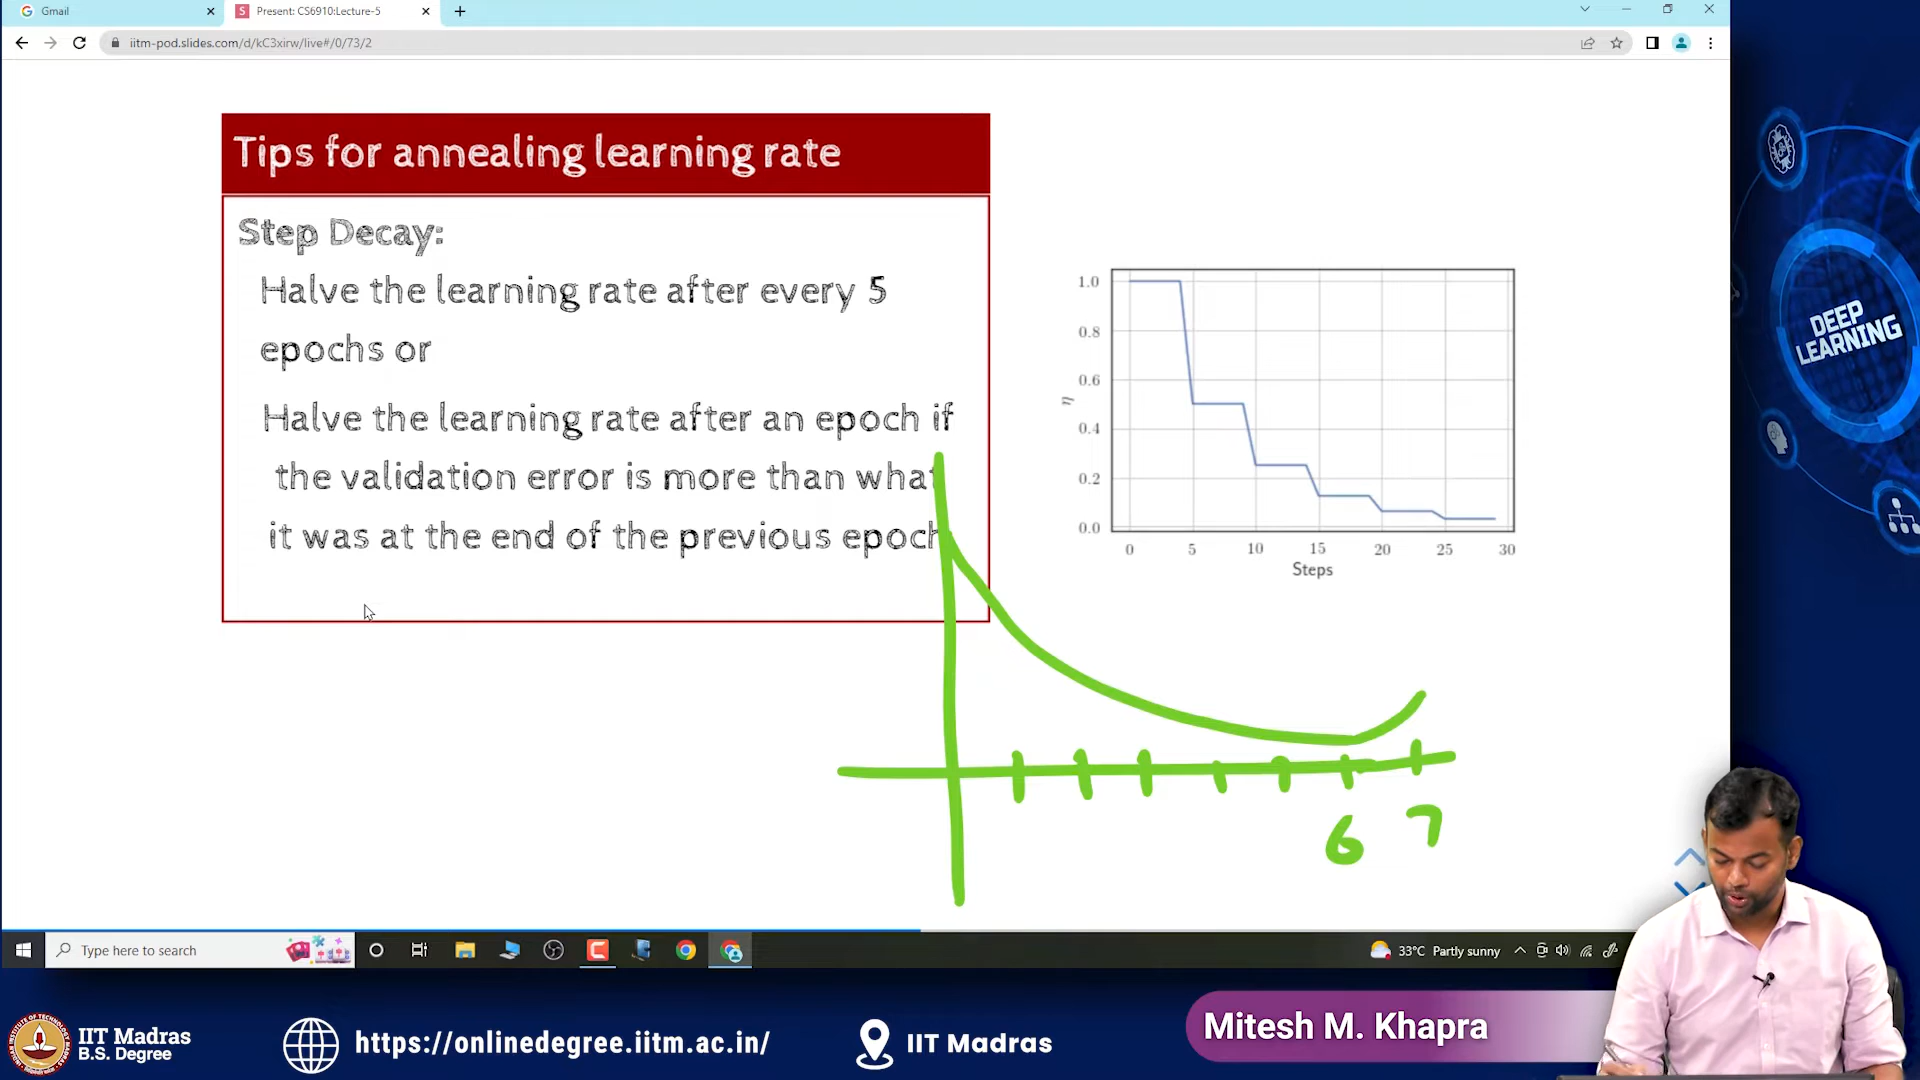 Gmail
Present: CS6910:Lecture-5
iitm-pod.slides.com/d/kC3xirw/live#/0/73/2
Tips for annealing learning rate
Step Decay:
Halve the learning rate after every 5
epochs or
Halve the learning rate after an epoch if
the validation error is more than what
it was at the end of the previous epoch
1.0
0.8
0.6
0.4
0.2
0.0
η
0 5 10 15 20 25 30
Steps
6 7
DEEP
LEARNING
Type here to search
33°C Partly sunny
IIT Madras
B.S. Degree
https://onlinedegree.iitm.ac.in/
IIT Madras
Mitesh M. Khapra